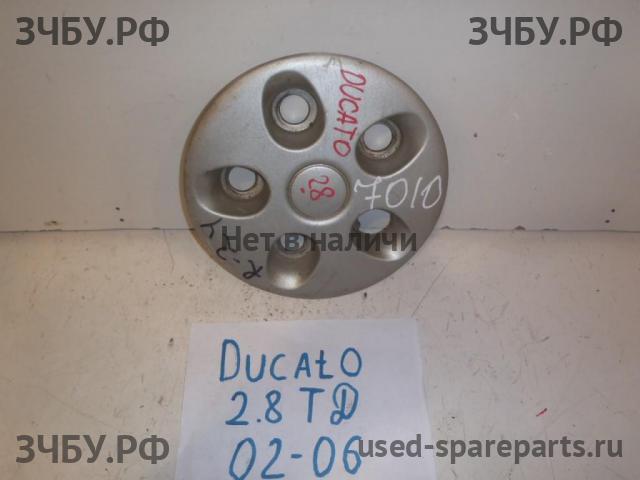 ЗЧБУ.РФ
ЗЧБУ.РФ
DUCATO
2.8
7010
Нет в наличи
DUCATO
2.8 TD
02-06
ЗЧБУ.РФ
used-spareparts.ru